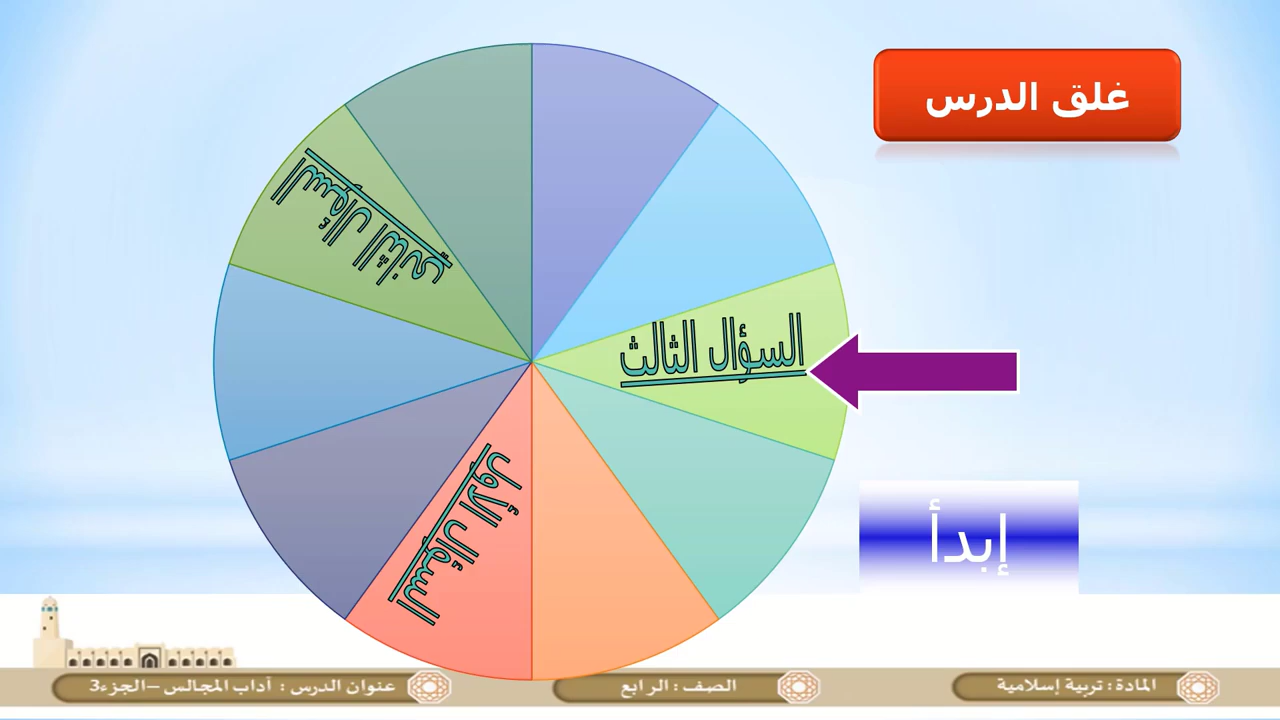 غلق الدرس
السؤال الثاني
السؤال الثالث
السؤال الأول
إبدأ
المادة : تربية إسلامية
الصف : الرابع
عنوان الدرس : آداب المجالس –الجزء3